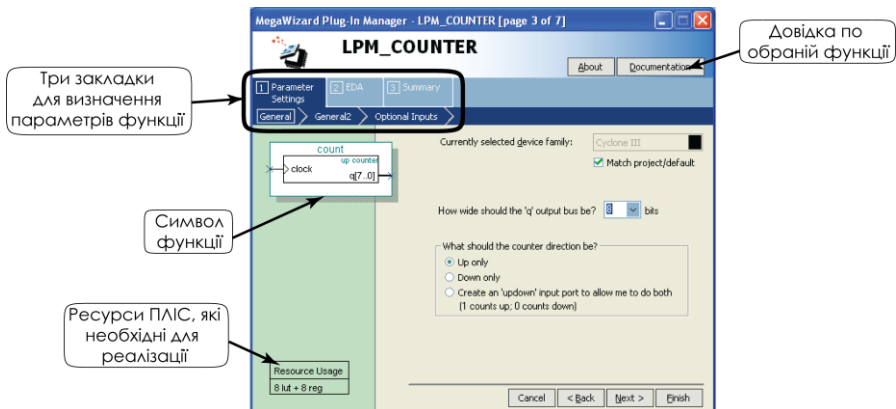 MegaWizard Plug-In Manager - LPM_COUNTER [page 3 of 7]
LPM_COUNTER
About
Documentation
Довідка по
обраній функції
Три закладки
для визначення
параметрів функції
1 Parameter
Settings
2 EDA
3 Summary
General
General2
Optional Inputs
count
up counter
clock
q[7..0]
Символ
функції
Currently selected device family:
Cyclone III
Match project/default
How wide should the 'q' output bus be?
8
bits
What should the counter direction be?
Up only
Down only
Create an 'updown' input port to allow me to do both
(1 counts up; 0 counts down)
Ресурси ПЛІС, які
необхідні для
реалізації
Resource Usage
8 lut + 8 reg
Cancel
< Back
Next >
Finish